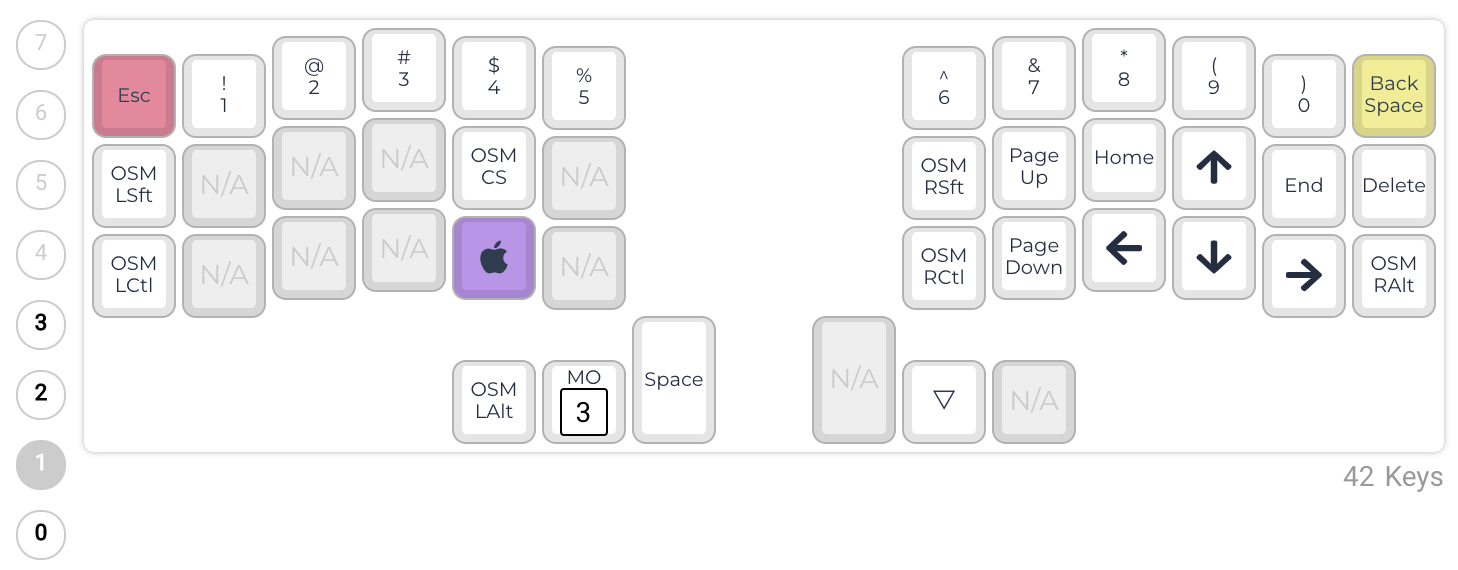 7
6
5
4
3
2
1
0
Esc
!
1
@
2
#
3
$
4
%
5
^
6
&
7
*
8
(
9
)
0
Back
Space
OSM
LSft
N/A
N/A
N/A
OSM
CS
N/A
OSM
RSft
Page
Up
Home
End
Delete
OSM
LCtl
N/A
N/A
N/A
N/A
OSM
RCtl
Page
Down
OSM
RAlt
OSM
LAlt
MO
3
Space
N/A
N/A
42 Keys